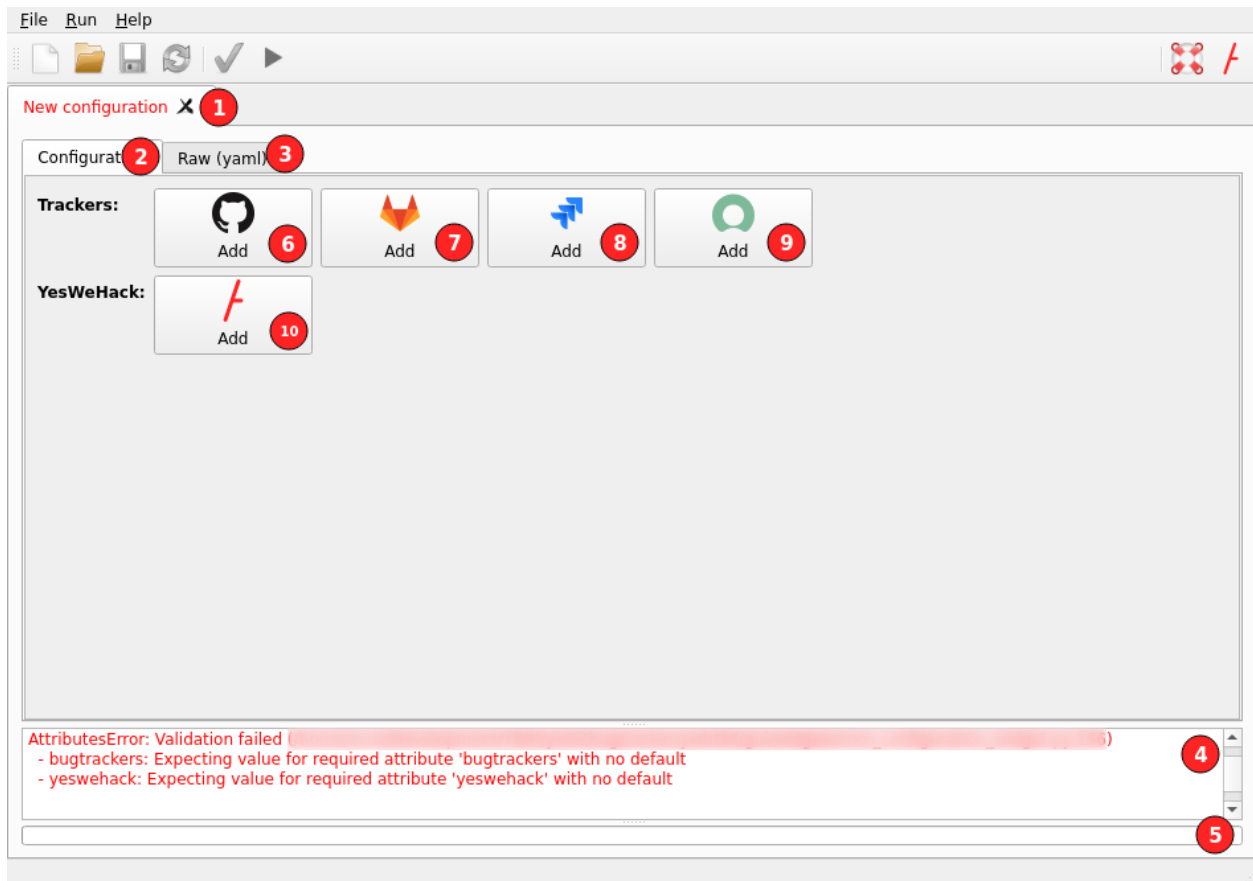 File Run Help
New configuration 1
Configurat 2 Raw (yaml) 3
Trackers:
Add 6 Add 7 Add 8 Add 9
YesWeHack:
Add 10
AttributesError: Validation failed
- bugtrackers: Expecting value for required attribute 'bugtrackers' with no default
- yeswehack: Expecting value for required attribute 'yeswehack' with no default
4
5